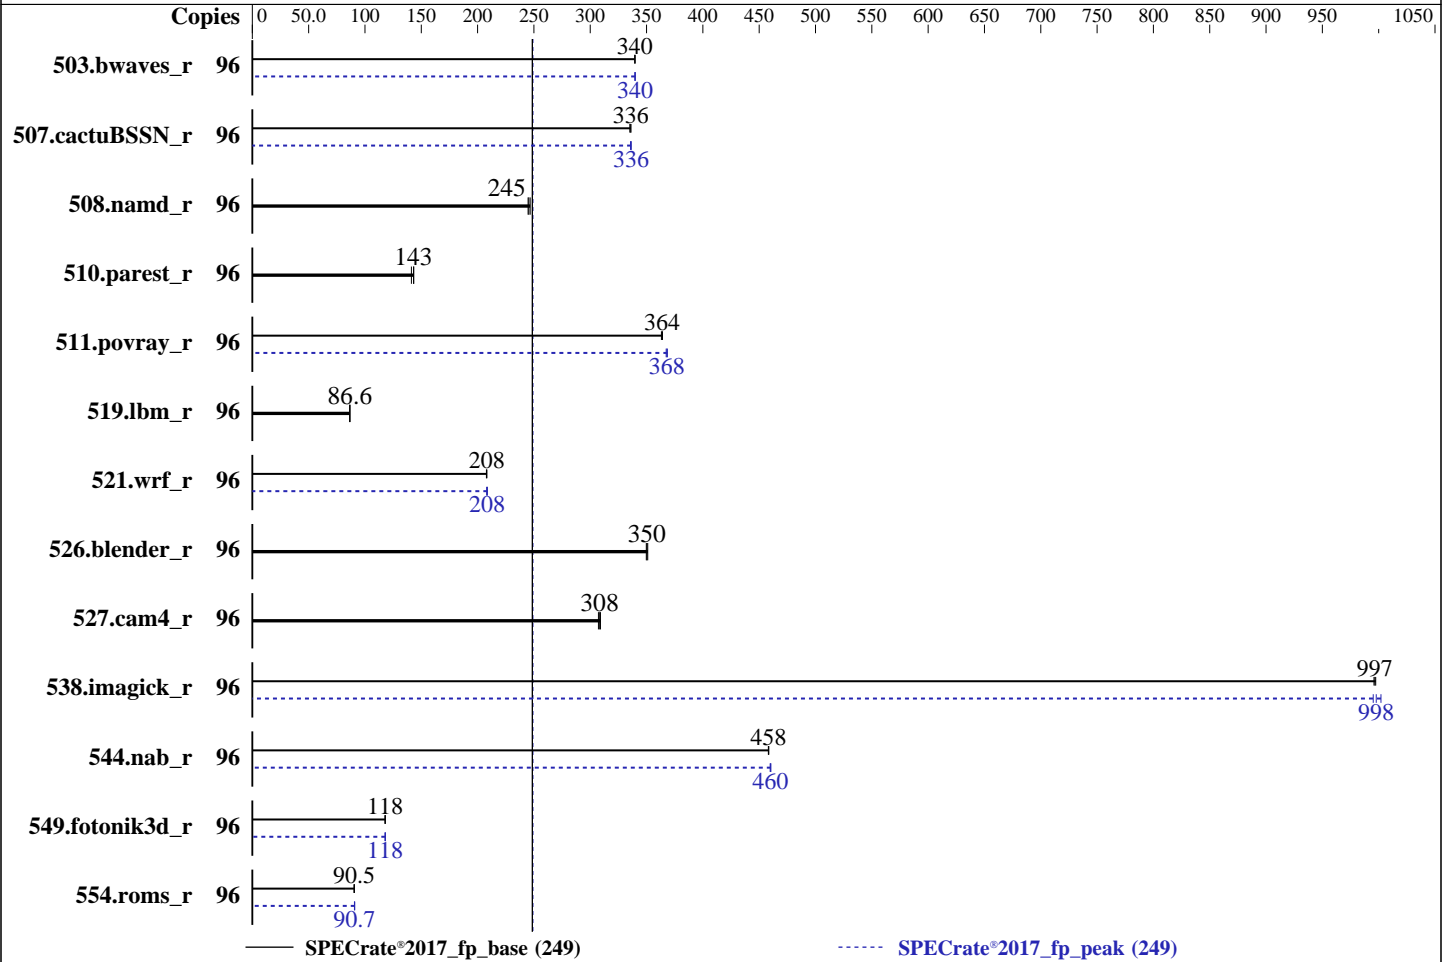 Copies 0 50.0 100 150 200 250 300 350 400 450 500 550 600 650 700 750 800 850 900 950 1050
340
503.bwaves_r 96
340
336
507.cactuBSSN_r 96
336
245
508.namd_r 96
143
510.parest_r 96
364
511.povray_r 96
368
86.6
519.lbm_r 96
208
521.wrf_r 96
208
350
526.blender_r 96
308
527.cam4_r 96
997
538.imagick_r 96
998
458
544.nab_r 96
460
118
549.fotonik3d_r 96
118
90.5
554.roms_r 96
90.7
SPECrate®2017_fp_base (249) SPECrate®2017_fp_peak (249)